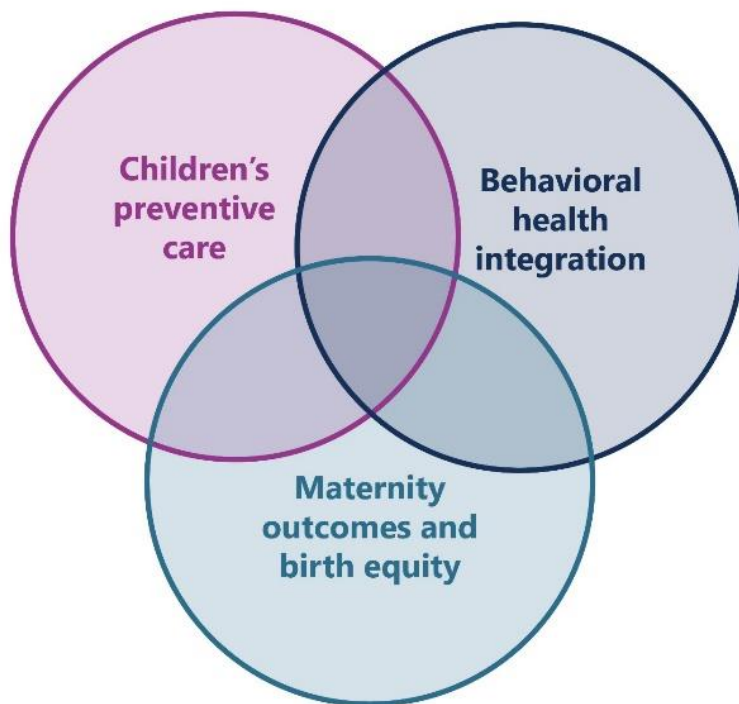 Children's
preventive
care
Behavioral
health
integration
Maternity
outcomes and
birth equity